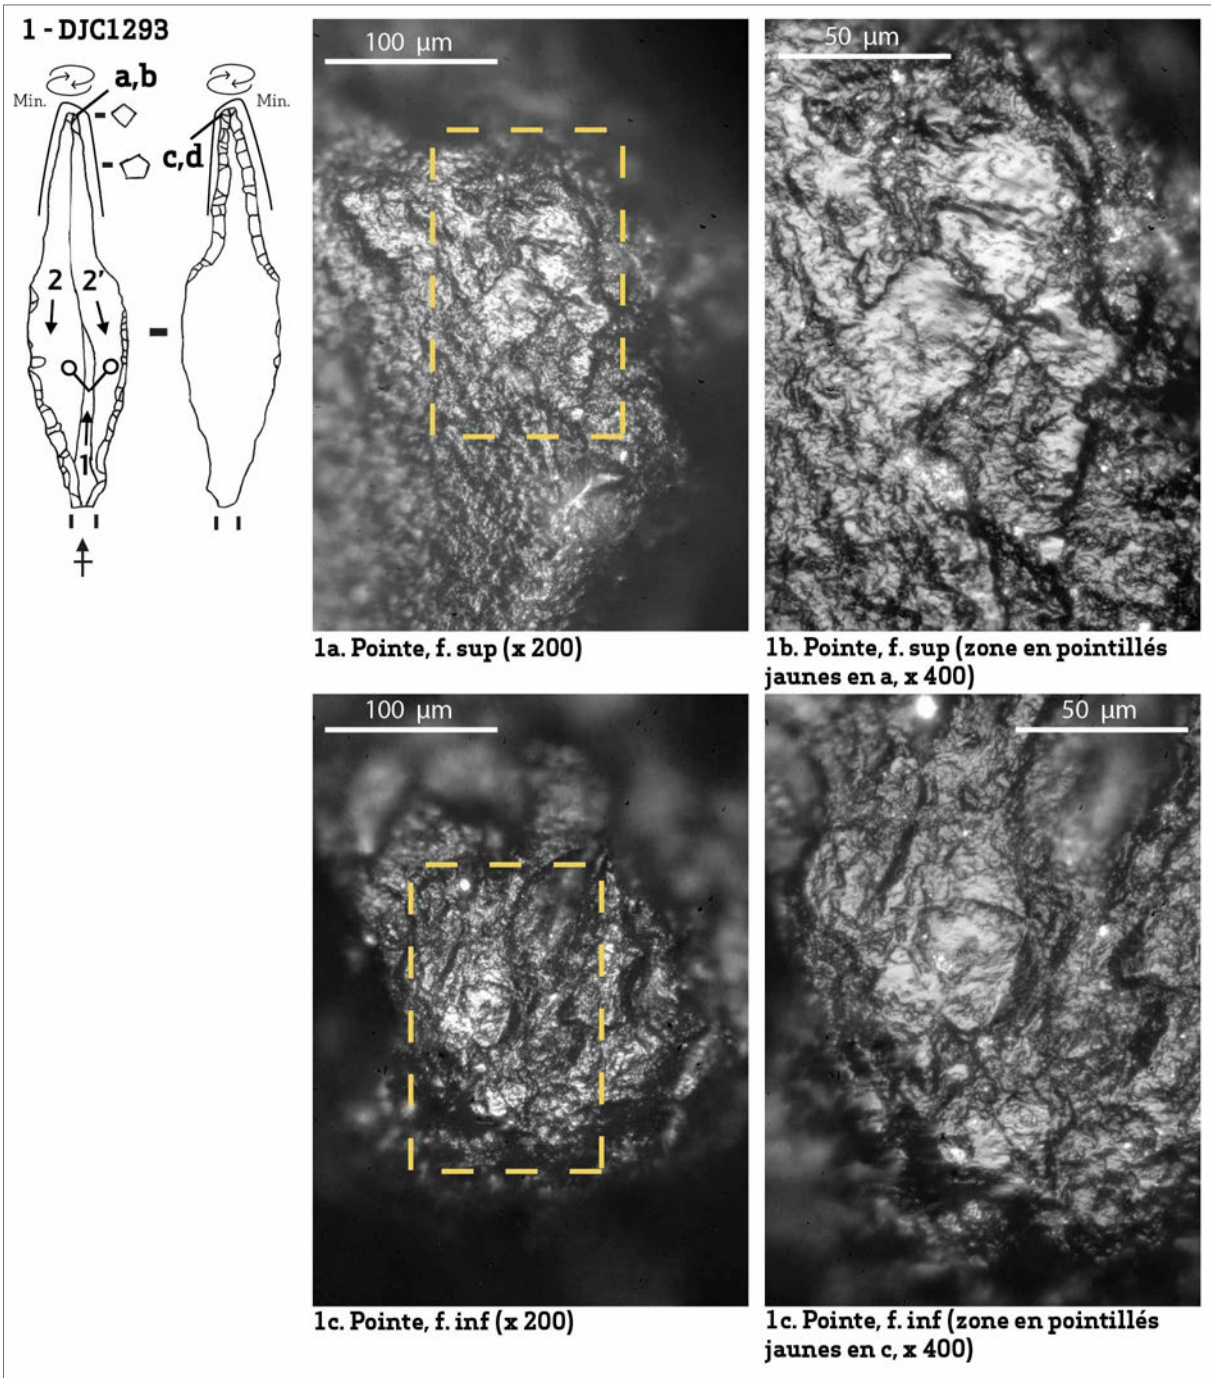 1 - DJC1293
a,b
Min.
Min.
c,d
2
2'
1
100 µm
50 µm
1a. Pointe, f. sup (x 200)
1b. Pointe, f. sup (zone en pointillés
jaunes en a, x 400)
100 µm
50 µm
1c. Pointe, f. inf (x 200)
1c. Pointe, f. inf (zone en pointillés
jaunes en c, x 400)